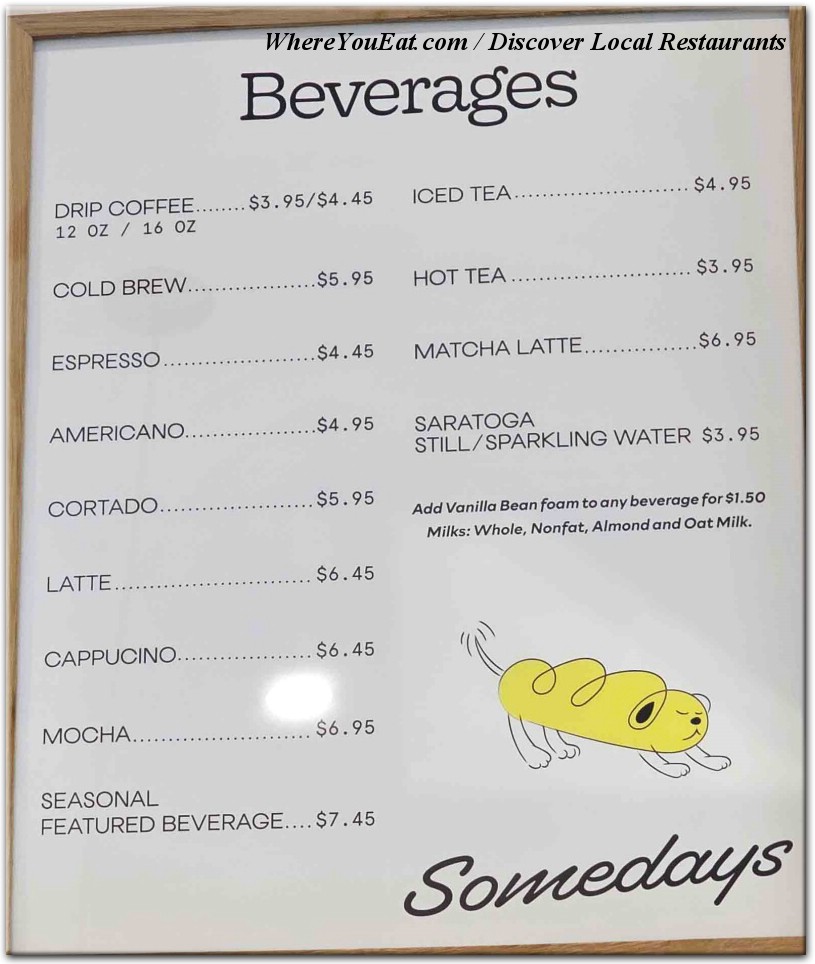 WhereYouEat.com / Discover Local Restaurants
Beverages
DRIP COFFEE........$3.95/$4.45
12 OZ / 16 OZ
COLD BREW...................$5.95
ESPRESSO.......................$4.45
AMERICANO....................$4.95
CORTADO.......................$5.95
LATTE..............................$6.45
CAPPUCINO....................$6.45
MOCHA...........................$6.95
SEASONAL
FEATURED BEVERAGE....$7.45
ICED TEA..........................$4.95
HOT TEA...........................$3.95
MATCHA LATTE.................$6.95
SARATOGA
STILL/SPARKLING WATER $3.95
Add Vanilla Bean foam to any beverage for $1.50
Milks: Whole, Nonfat, Almond and Oat Milk.
Somedays